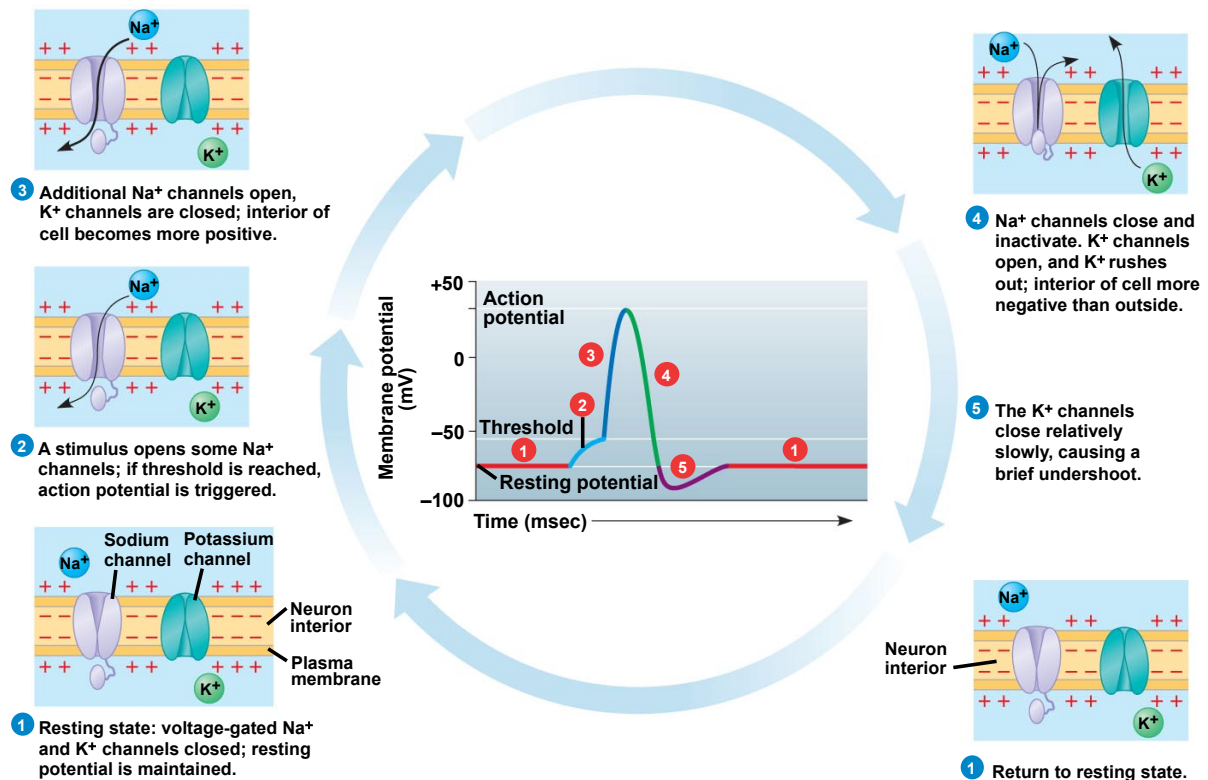 Na+
+ + + + + +
– – – – – – – –
+ + + + + +
K+
3 Additional Na+ channels open,
K+ channels are closed; interior of
cell becomes more positive.
Na+
+ + + + + +
– – – – – – – –
+ + + + + +
K+
2 A stimulus opens some Na+
channels; if threshold is reached,
action potential is triggered.
Sodium
channel
Potassium
channel
Na+
+ + + + + +
– – – – – – – –
+ + + + + +
K+
Neuron
interior
Plasma
membrane
1 Resting state: voltage-gated Na+
and K+ channels closed; resting
potential is maintained.
Membrane potential
(mV)
+50
0
–50
–100
Action
potential
Threshold
Resting potential
1
2
3
4
5
1
Time (msec)
Na+
+ + + + + +
– – – – – – – –
+ + + + + +
K+
4 Na+ channels close and
inactivate. K+ channels
open, and K+ rushes
out; interior of cell more
negative than outside.
5 The K+ channels
close relatively
slowly, causing a
brief undershoot.
Na+
+ + + + + +
– – – – – – – –
+ + + + + +
K+
Neuron
interior
1 Return to resting state.